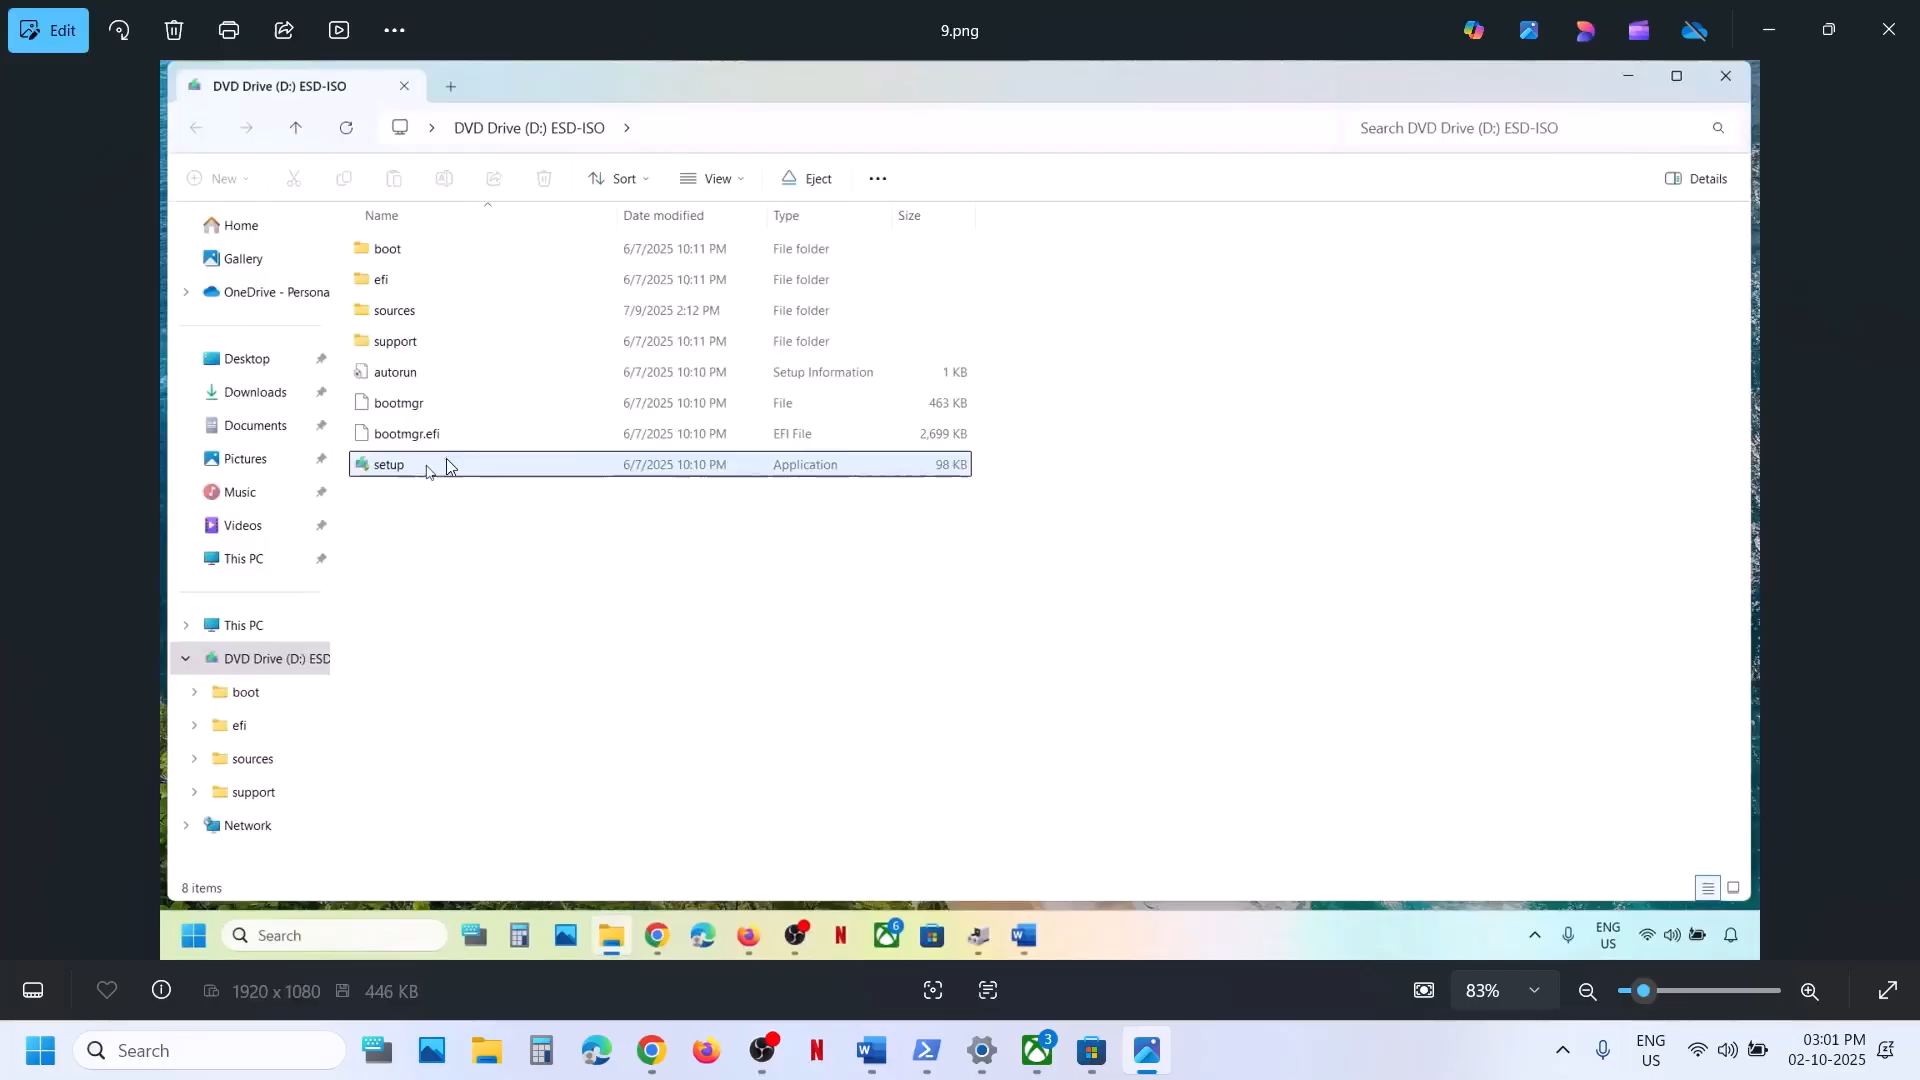 Edit
9.png
DVD Drive (D:) ESD-ISO
DVD Drive (D:) ESD-ISO
Search DVD Drive (D:) ESD-ISO
New
Sort
View
Eject
Details
Name Date modified Type Size
Home
Gallery
OneDrive - Persona
Desktop
Downloads
Documents
Pictures
Music
Videos
This PC
This PC
DVD Drive (D:) ESD
boot
efi
sources
support
Network
boot 6/7/2025 10:11 PM File folder
efi 6/7/2025 10:11 PM File folder
sources 7/9/2025 2:12 PM File folder
support 6/7/2025 10:11 PM File folder
autorun 6/7/2025 10:10 PM Setup Information 1 KB
bootmgr 6/7/2025 10:10 PM File 463 KB
bootmgr.efi 6/7/2025 10:10 PM EFI File 2,699 KB
setup 6/7/2025 10:10 PM Application 98 KB
8 items
Search
N
6
W
ENG
US
1920 x 1080
446 KB
83%
Search
N
W
3
ENG
US
03:01 PM
02-10-2025